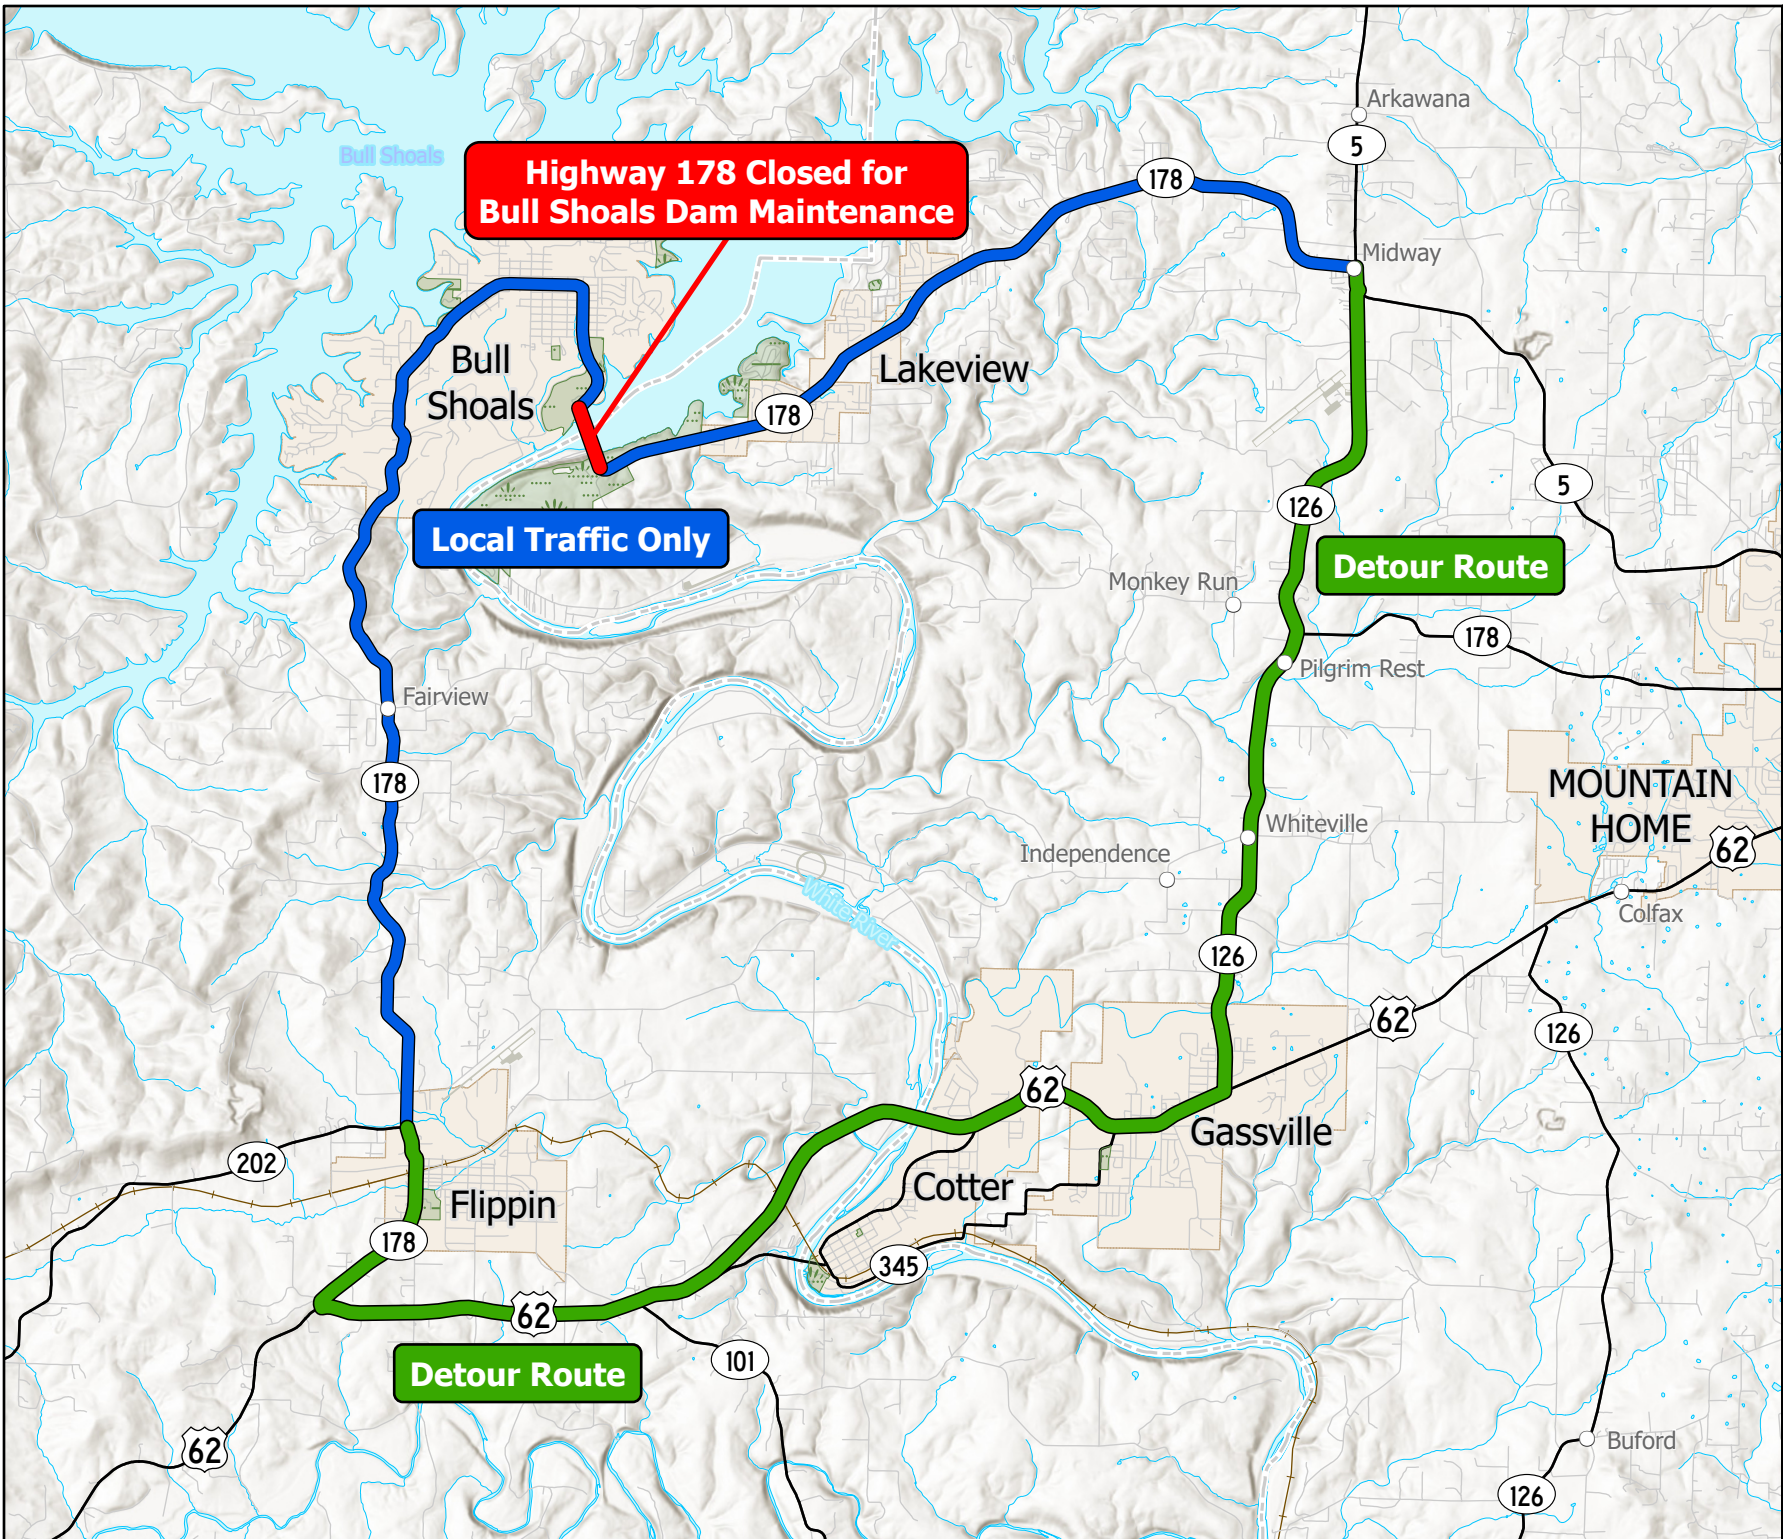 Arkawana
5
Bull Shoals
Highway 178 Closed for
Bull Shoals Dam Maintenance
178
Midway
Bull
Shoals
Lakeview
178
5
126
Local Traffic Only
Detour Route
Monkey Run
178
Pilgrim Rest
Fairview
178
MOUNTAIN
HOME
Whiteville
62
Independence
White River
Colfax
126
62
126
62
Gassville
202
Cotter
Flippin
178
345
62
Detour Route
101
62
Buford
126